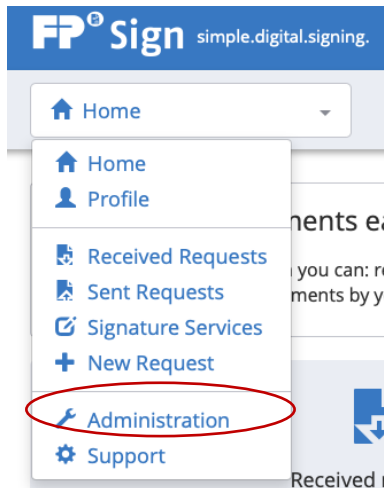 FP Sign simple.digital.signing.
Home
Home
Profile
ments ea
you can: re
ments by y
Received Requests
Sent Requests
Signature Services
New Request
Administration
Support
Received r